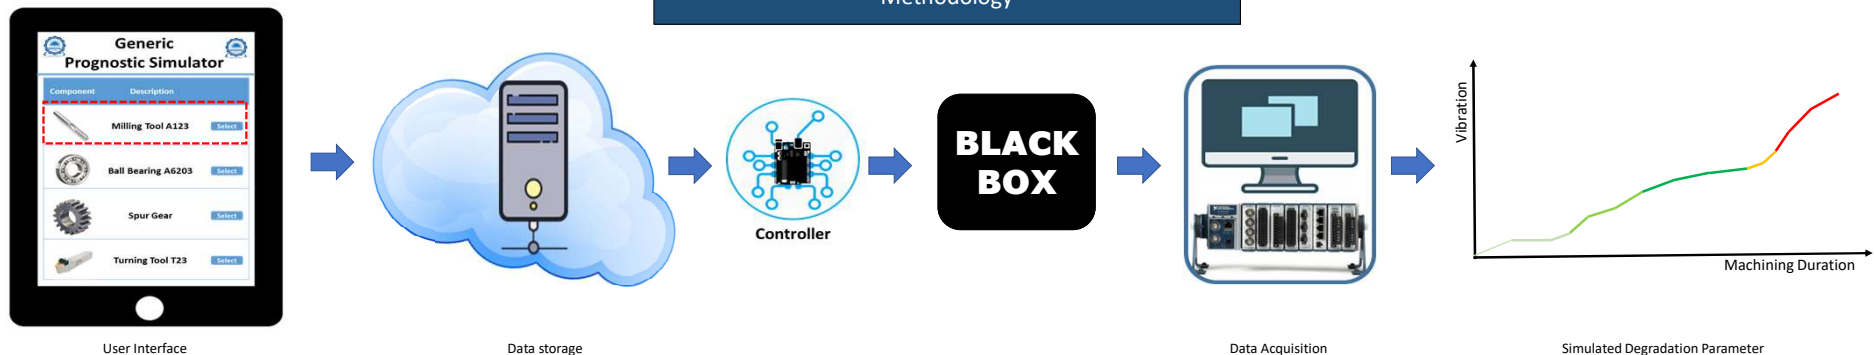 Methodology
Generic
Prognostic Simulator
Component Description
Milling Tool A123 Select
Ball Bearing A6203 Select
Spur Gear Select
Turning Tool T23 Select
User Interface
Data storage
Controller
BLACK
BOX
Data Acquisition
Vibration
Machining Duration
Simulated Degradation Parameter